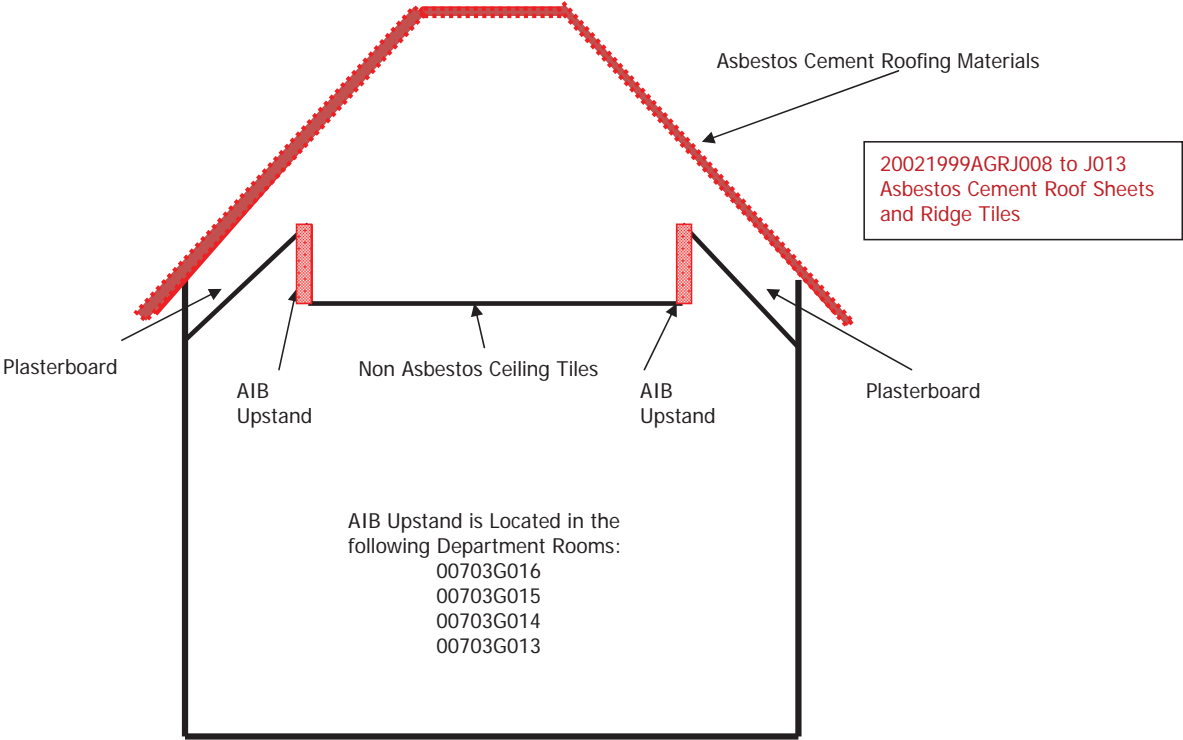 Asbestos Cement Roofing Materials
20021999AGRJ008 to J013
Asbestos Cement Roof Sheets
and Ridge Tiles
Plasterboard
AIB
Upstand
Non Asbestos Ceiling Tiles
AIB
Upstand
Plasterboard
AIB Upstand is Located in the
following Department Rooms:
00703G016
00703G015
00703G014
00703G013